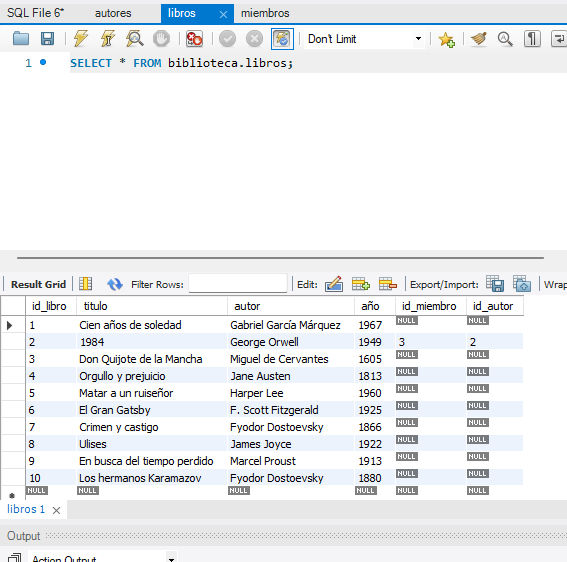 SQL File 6* autores libros miembros
Don't Limit
1 SELECT * FROM biblioteca.libros;
Result Grid Filter Rows: Edit: Export/Import: Wrap
id_libro titulo autor año id_miembro id_autor
1 Cien años de soledad Gabriel García Márquez 1967 NULL NULL
2 1984 George Orwell 1949 3 2
3 Don Quijote de la Mancha Miguel de Cervantes 1605 NULL NULL
4 Orgullo y prejuicio Jane Austen 1813 NULL NULL
5 Matar a un ruiseñor Harper Lee 1960 NULL NULL
6 El Gran Gatsby F. Scott Fitzgerald 1925 NULL NULL
7 Crimen y castigo Fyodor Dostoevsky 1866 NULL NULL
8 Ulises James Joyce 1922 NULL NULL
9 En busca del tiempo perdido Marcel Proust 1913 NULL NULL
10 Los hermanos Karamazov Fyodor Dostoevsky 1880 NULL NULL
NULL NULL NULL NULL NULL NULL
libros 1
Output
Action Output